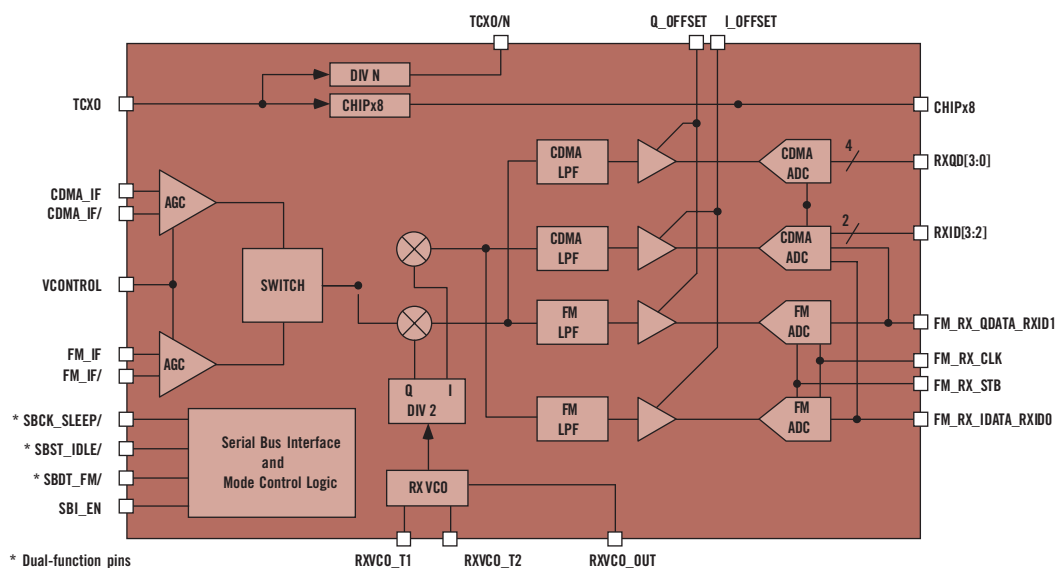 TCXO/N
Q_OFFSET
I_OFFSET
DIV N
TCXO
CHIPx8
CHIPx8
CDMA
LPF
CDMA
ADC
4
RXQD[3:0]
CDMA_IF
CDMA_IF/
AGC
CDMA
LPF
CDMA
ADC
2
RXID[3:2]
VCONTROL
SWITCH
FM
LPF
FM
ADC
FM_RX_QDATA_RXID1
FM_IF
FM_IF/
AGC
FM_RX_CLK
FM_RX_STB
Q I
DIV 2
FM
LPF
FM
ADC
FM_RX_IDATA_RXID0
* SBCK_SLEEP/
* SBST_IDLE/
* SBDT_FM/
SBI_EN
Serial Bus Interface
and
Mode Control Logic
RX VCO
RXVCO_T1
RXVCO_T2
RXVCO_OUT
* Dual-function pins